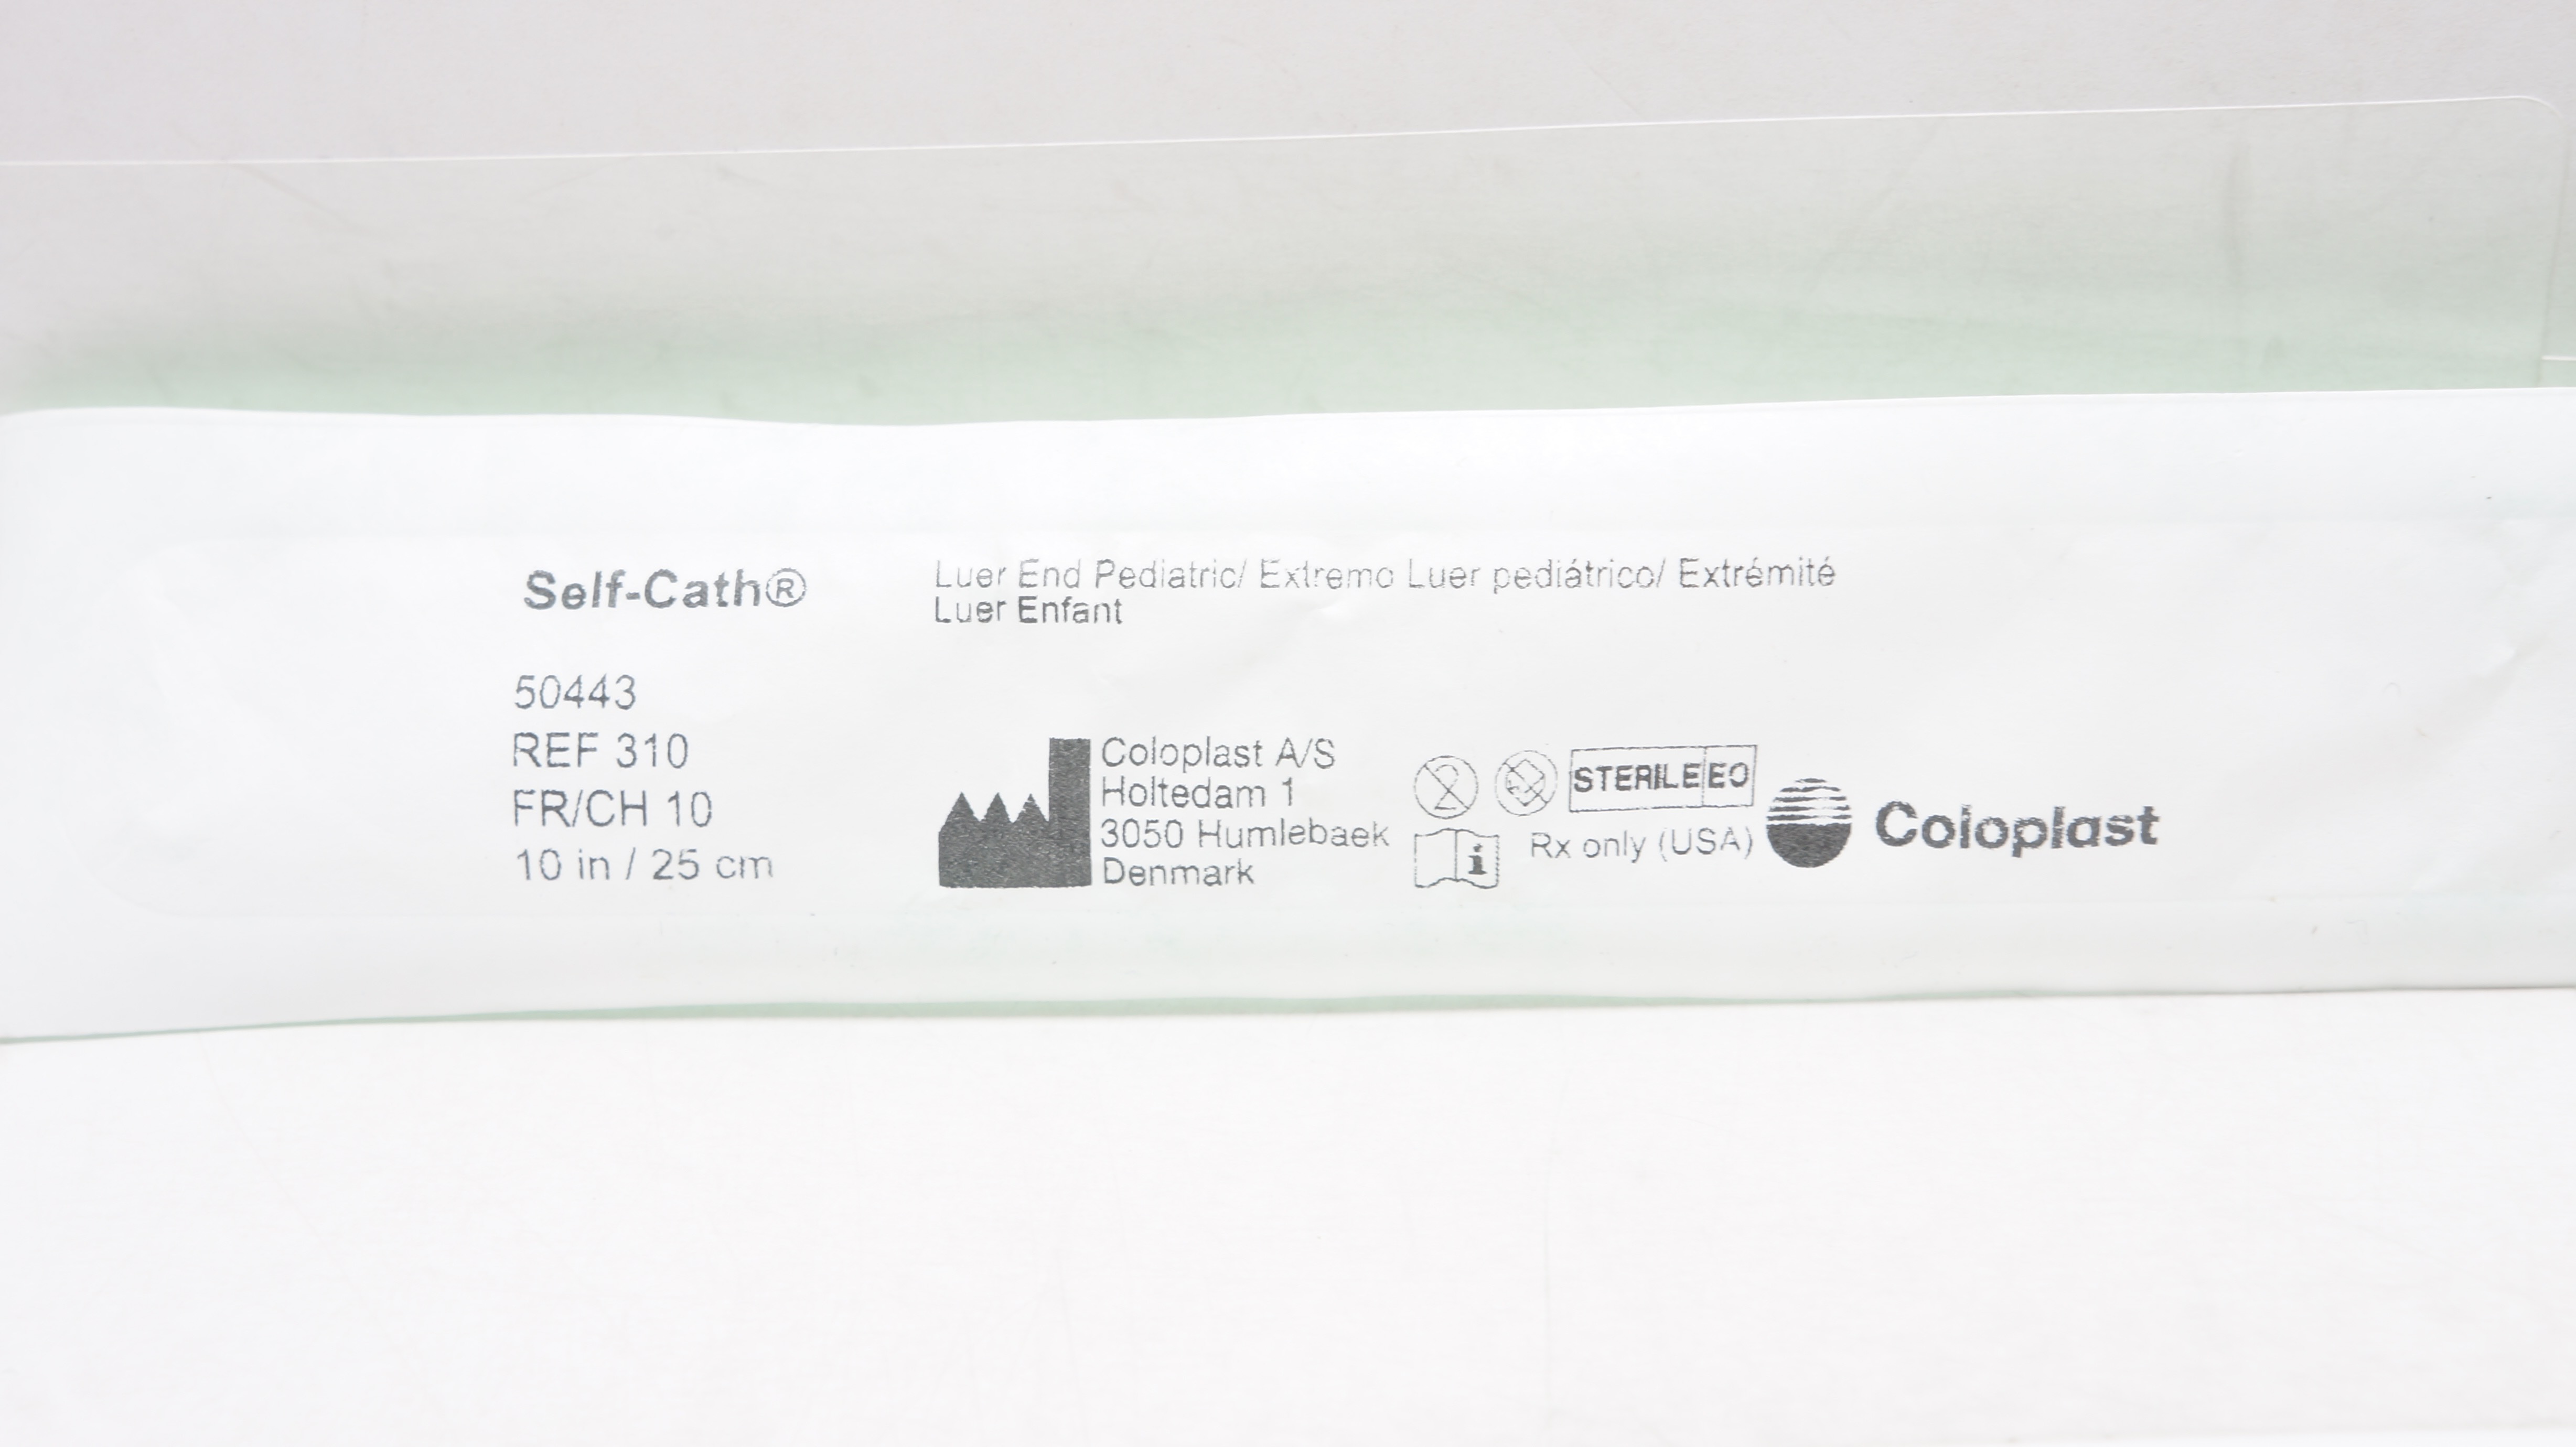 Self-Cath®
Luer End Pediatric/ Extremo Luer pediátrico/ Extrémité
Luer Enfant
50443
REF 310
FR/CH 10
10 in / 25 cm
Coloplast A/S
Holtedam 1
3050 Humlebaek
Denmark
2
STERILE EO
i
Rx only (USA)
Coloplast